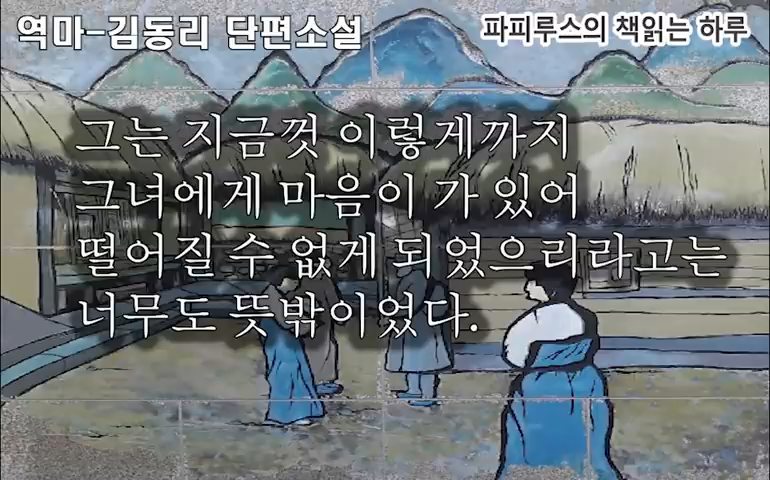 역마-김동리 단편소설
파피루스의 책읽는 하루
그는 지금껏 이렇게까지
그녀에게 마음이 가 있어
떨어질 수 없게 되었으리라고는
너무도 뜻밖이었다.